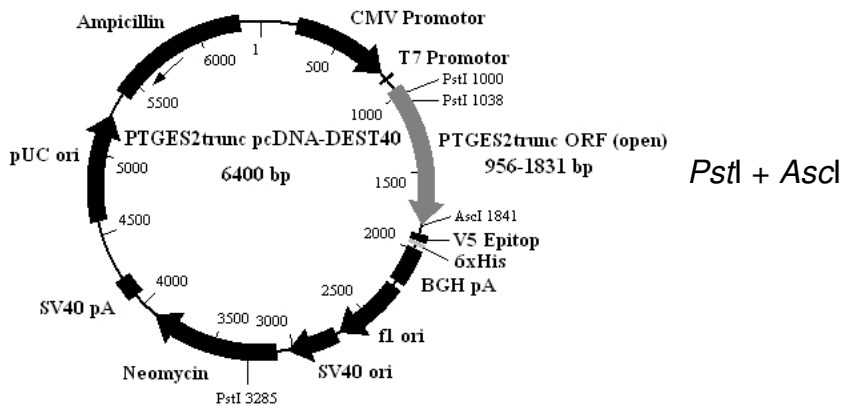 Ampicillin
CMV Promotor
T7 Promotor
PstI 1000
PstI 1038
PTGES2trunc ORF (open)
956-1831 bp
AscI 1841
V5 Epitop
6xHis
BGH pA
f1 ori
SV40 ori
PstI 3285
Neomycin
SV40 pA
pUC ori
1
500
1000
1500
2000
2500
3000
3500
4000
4500
5000
5500
6000
PTGES2trunc pcDNA-DEST40
6400 bp
PstI + AscI